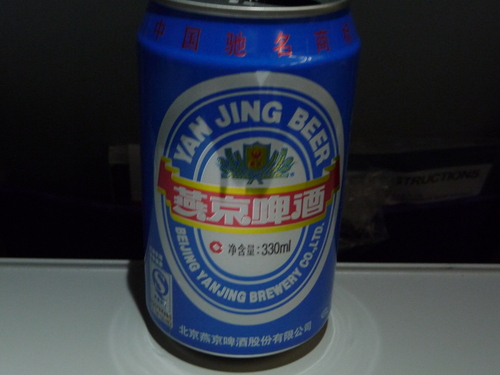 中国驰名商标
YAN JING BEER
燕京啤酒
净含量:330ml
BEIJING YANJING BREWERY CO.,LTD.
北京燕京啤酒股份有限公司
STRUCTIONS